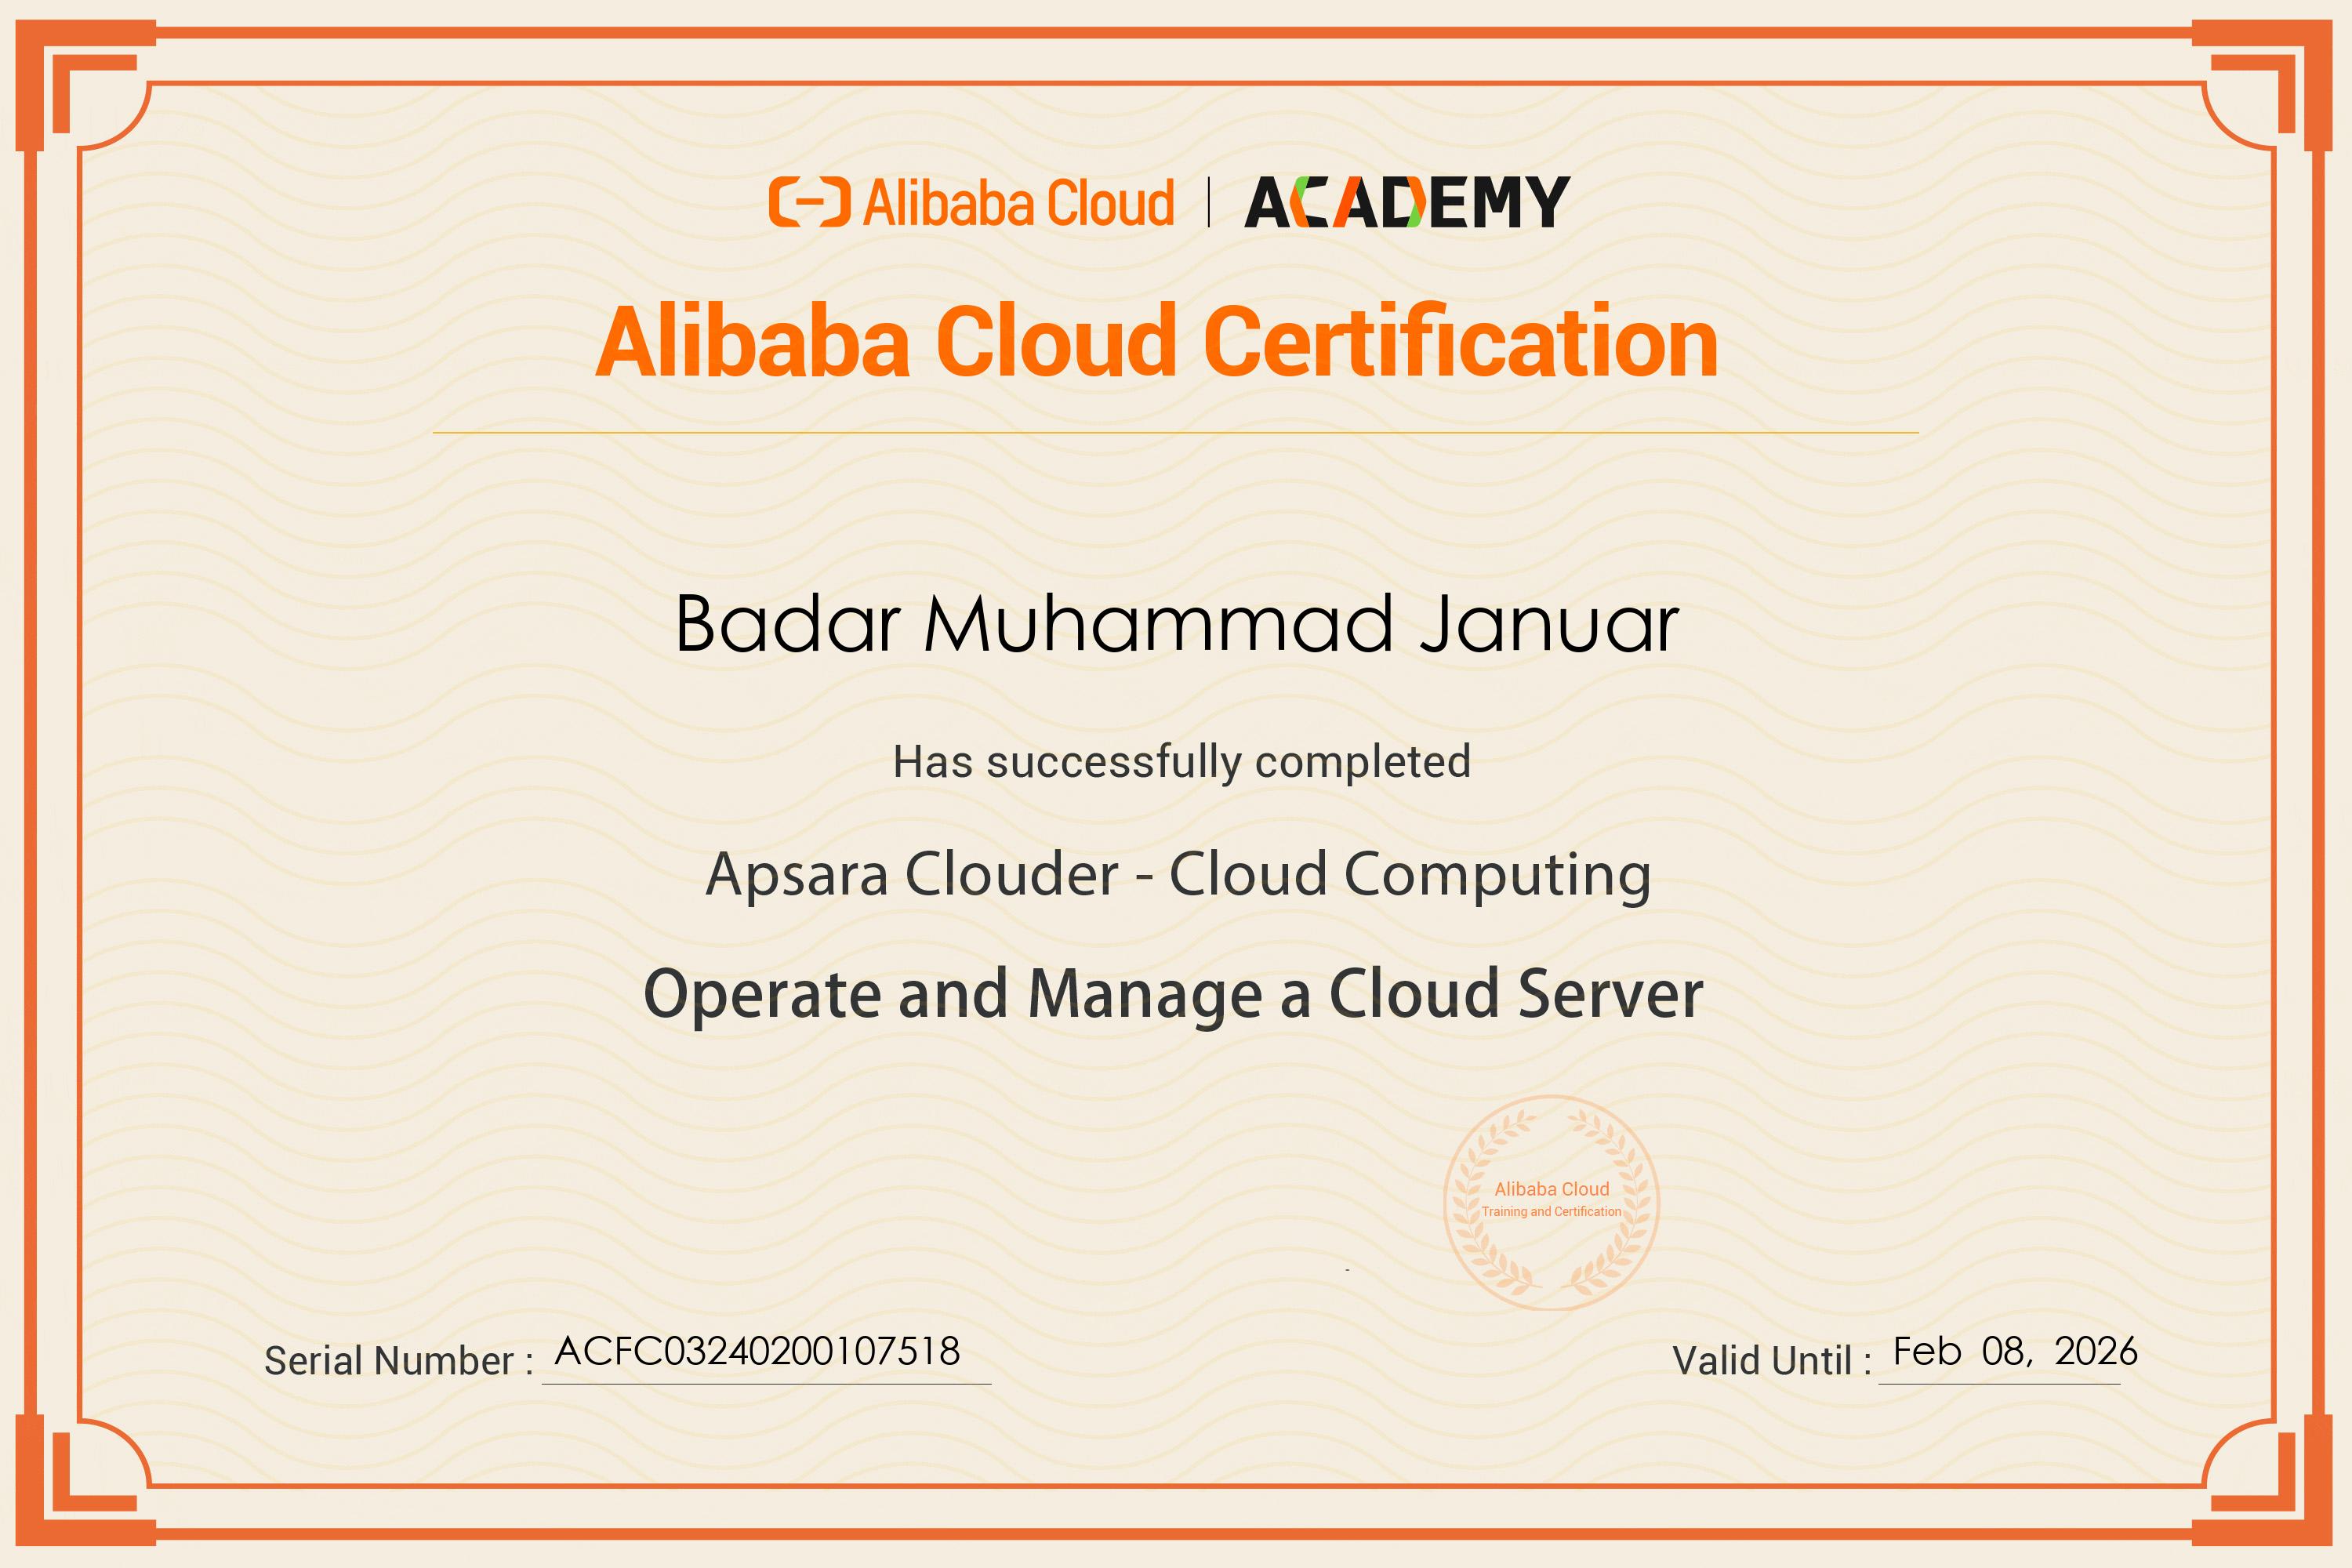 Alibaba Cloud | ACADEMY
Alibaba Cloud Certification
Badar Muhammad Januar
Has successfully completed
Apsara Clouder - Cloud Computing
Operate and Manage a Cloud Server
Alibaba Cloud
Training and Certification
-
Serial Number : ACFC03240200107518
Valid Until : Feb 08, 2026